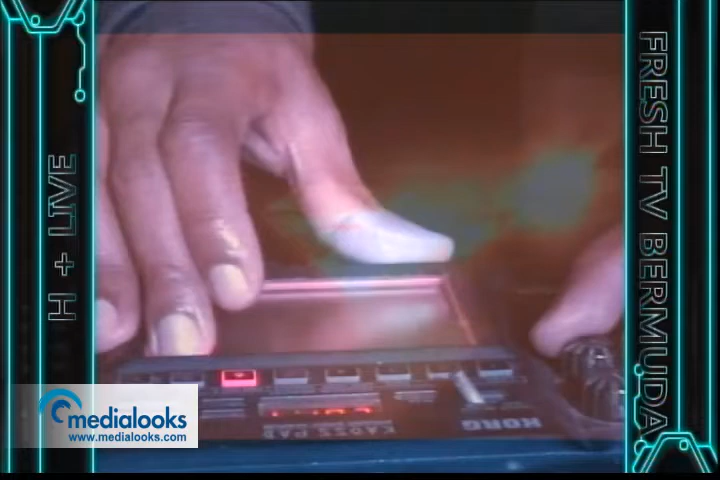 H + LIVE
FRESH TV BERMUDA
KAOSS PAD
KORG
medialooks
www.medialooks.com